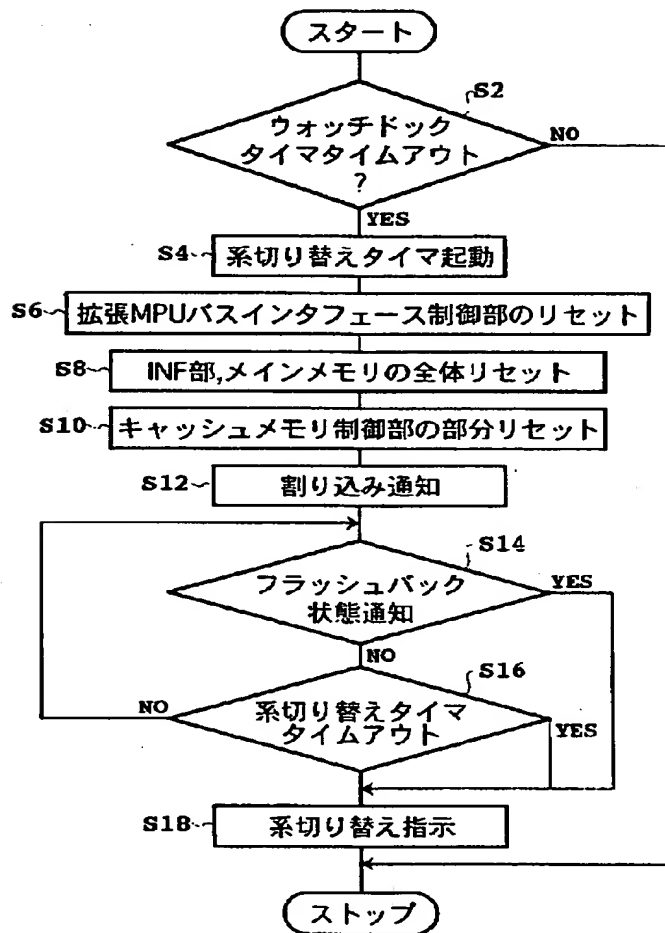 スタート
S2
ウォッチドック
タイマタイムアウト
?
NO
YES
S4
系切り替えタイマ起動
S6
拡張MPUバスインタフェース制御部のリセット
S8
INF部,メインメモリの全体リセット
S10
キャッシュメモリ制御部の部分リセット
S12
割り込み通知
S14
フラッシュバック
状態通知
YES
NO
S16
系切り替えタイマ
タイムアウト
NO
YES
S18
系切り替え指示
ストップ